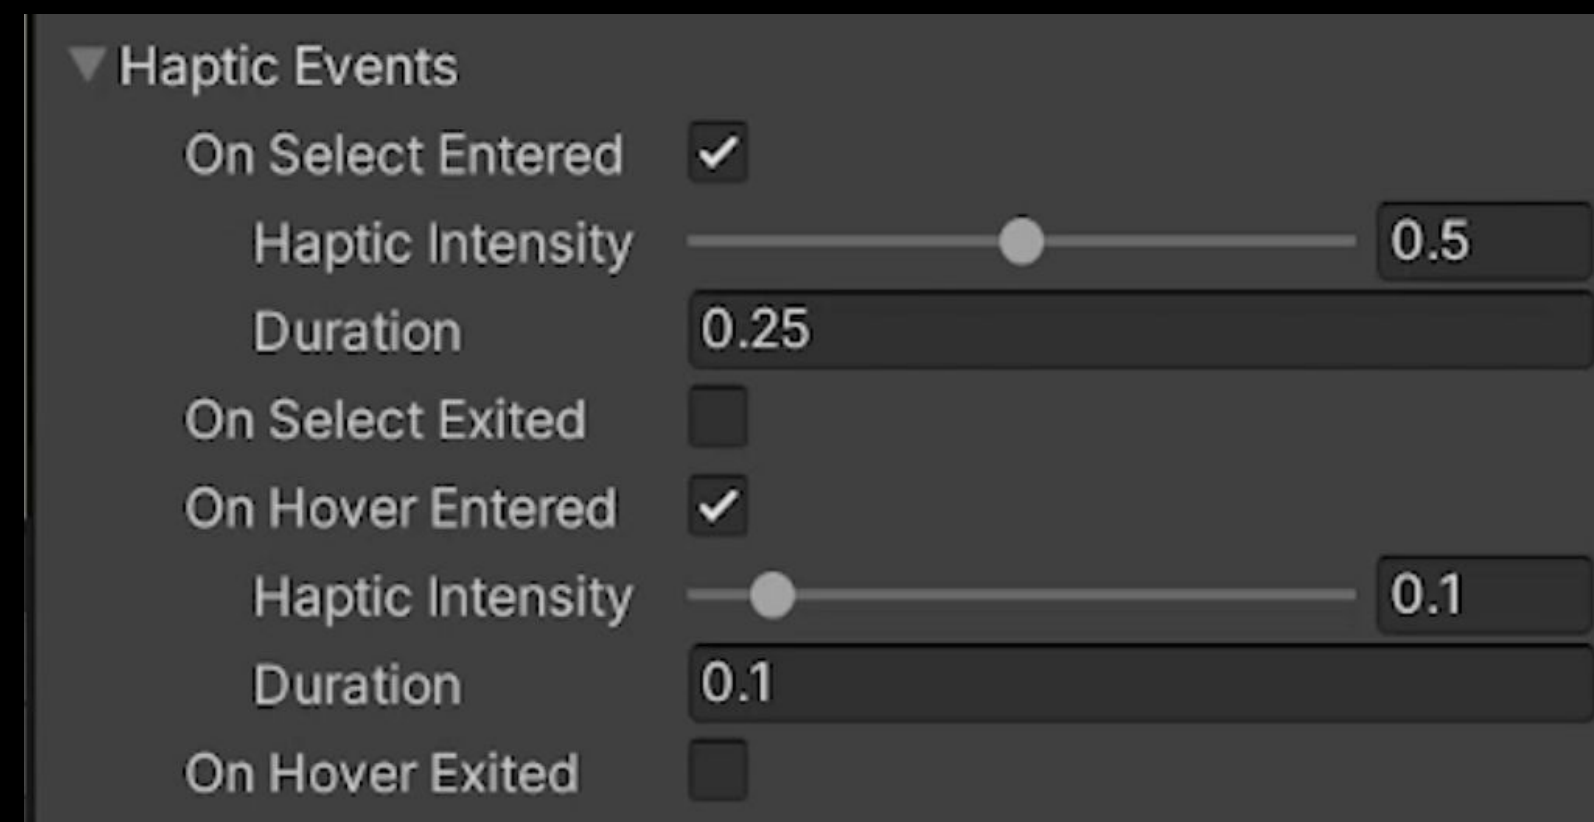 Haptic Events
On Select Entered
Haptic Intensity 0.5
Duration 0.25
On Select Exited
On Hover Entered
Haptic Intensity 0.1
Duration 0.1
On Hover Exited